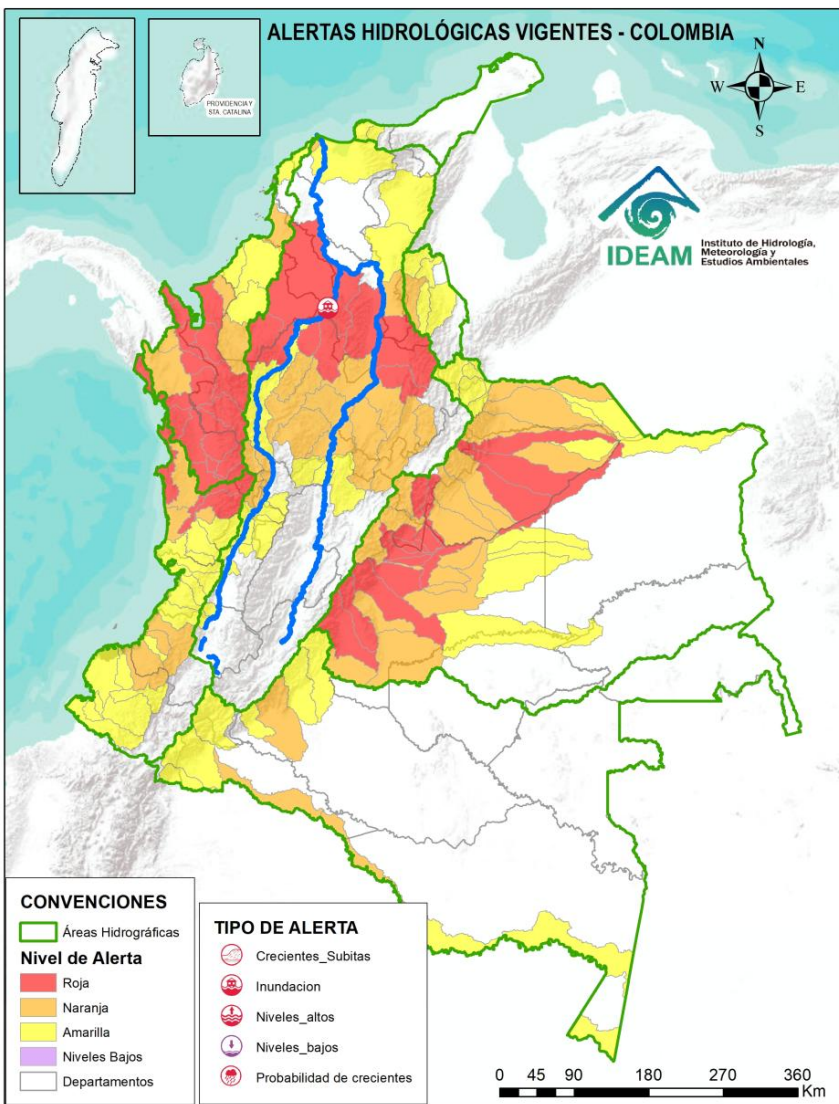 ALERTAS HIDROLÓGICAS VIGENTES - COLOMBIA
PROVIDENCIA Y
STA. CATALINA
N
W
E
S
IDEAM
Instituto de Hidrología,
Meteorología y
Estudios Ambientales
CONVENCIONES
Áreas Hidrográficas
Nivel de Alerta
Roja
Naranja
Amarilla
Niveles Bajos
Departamentos
TIPO DE ALERTA
Crecientes_Subitas
Inundacion
Niveles_altos
Niveles_bajos
Probabilidad de crecientes
0 45 90 180 270 360
Km